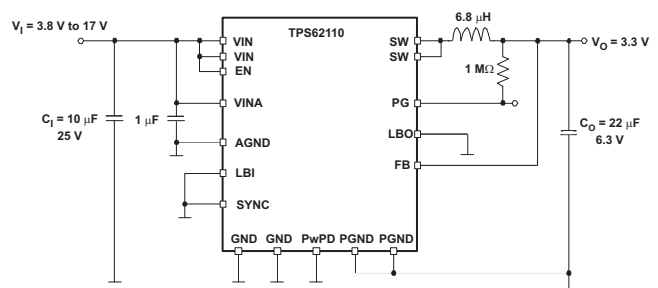 V_I = 3.8 V to 17 V
TPS62110
6.8 μH
V_O = 3.3 V
VIN
VIN
EN
SW
SW
1 MΩ
VINA
PG
C_I = 10 μF
25 V
1 μF
AGND
LBO
C_O = 22 μF
6.3 V
LBI
FB
SYNC
GND
GND
PwPD
PGND
PGND